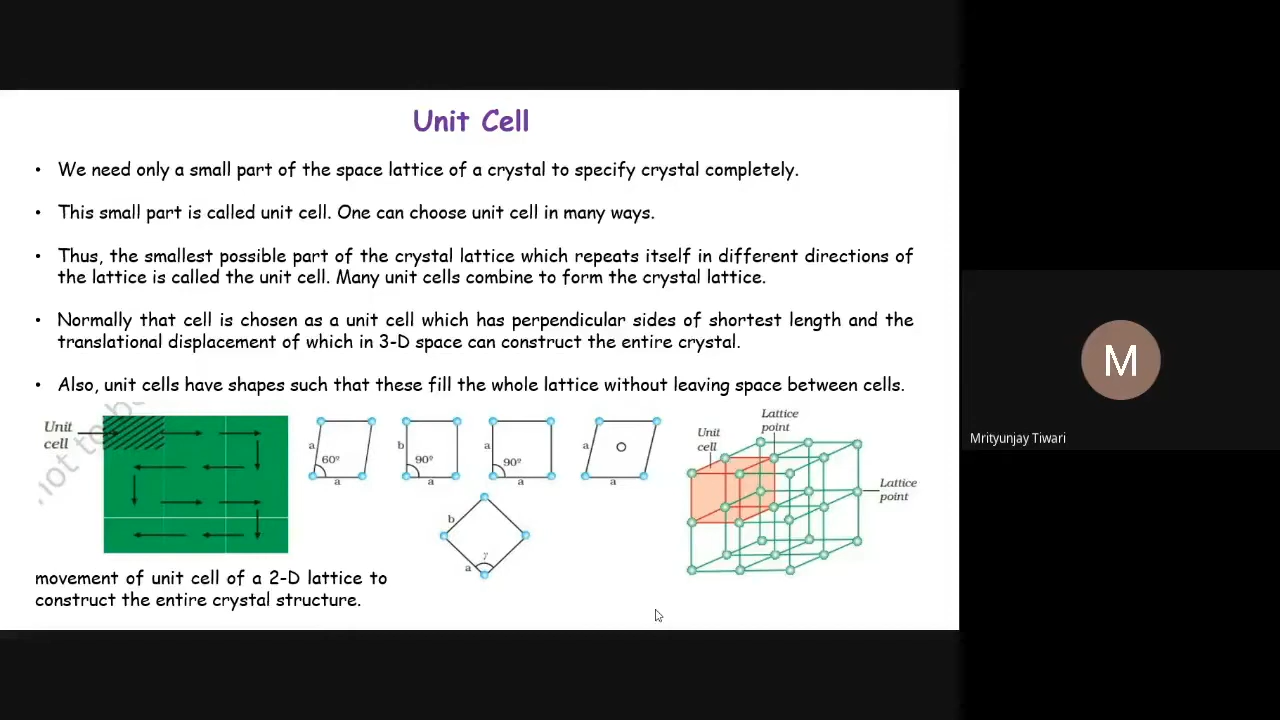 Unit Cell
• We need only a small part of the space lattice of a crystal to specify crystal completely.
• This small part is called unit cell. One can choose unit cell in many ways.
• Thus, the smallest possible part of the crystal lattice which repeats itself in different directions of
the lattice is called the unit cell. Many unit cells combine to form the crystal lattice.
• Normally that cell is chosen as a unit cell which has perpendicular sides of shortest length and the
translational displacement of which in 3-D space can construct the entire crystal.
• Also, unit cells have shapes such that these fill the whole lattice without leaving space between cells.
Unit
cell
not to b
a 60° a
b 90° a
a 90° a
a a
b a γ
Unit
cell
Lattice
point
Lattice
point
movement of unit cell of a 2-D lattice to
construct the entire crystal structure.
M
Mrityunjay Tiwari